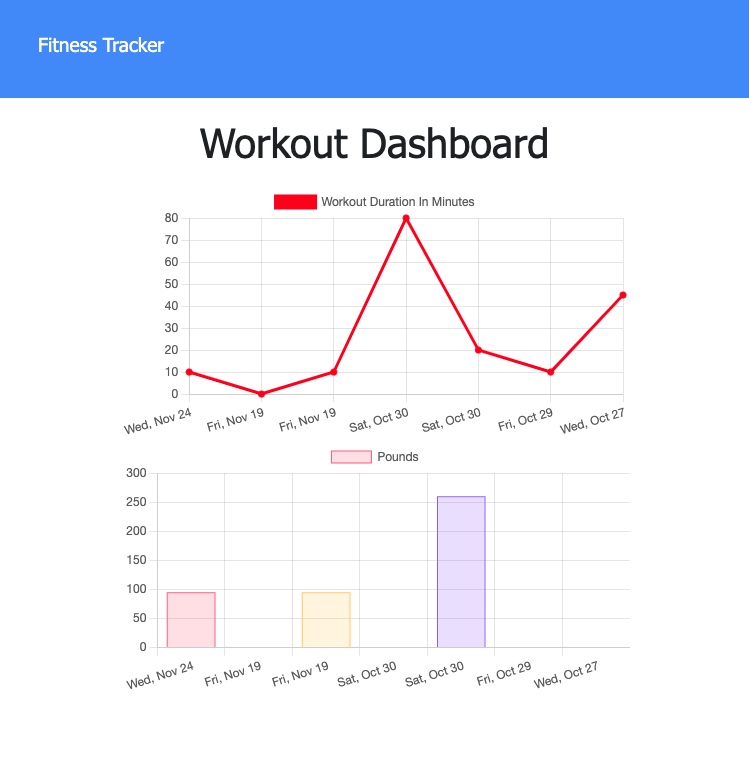 Fitness Tracker
Workout Dashboard
Workout Duration In Minutes
80
70
60
50
40
30
20
10
0
Wed, Nov 24 Fri, Nov 19 Fri, Nov 19 Sat, Oct 30 Sat, Oct 30 Fri, Oct 29 Wed, Oct 27
Pounds
300
250
200
150
100
50
0
Wed, Nov 24 Fri, Nov 19 Fri, Nov 19 Sat, Oct 30 Sat, Oct 30 Fri, Oct 29 Wed, Oct 27